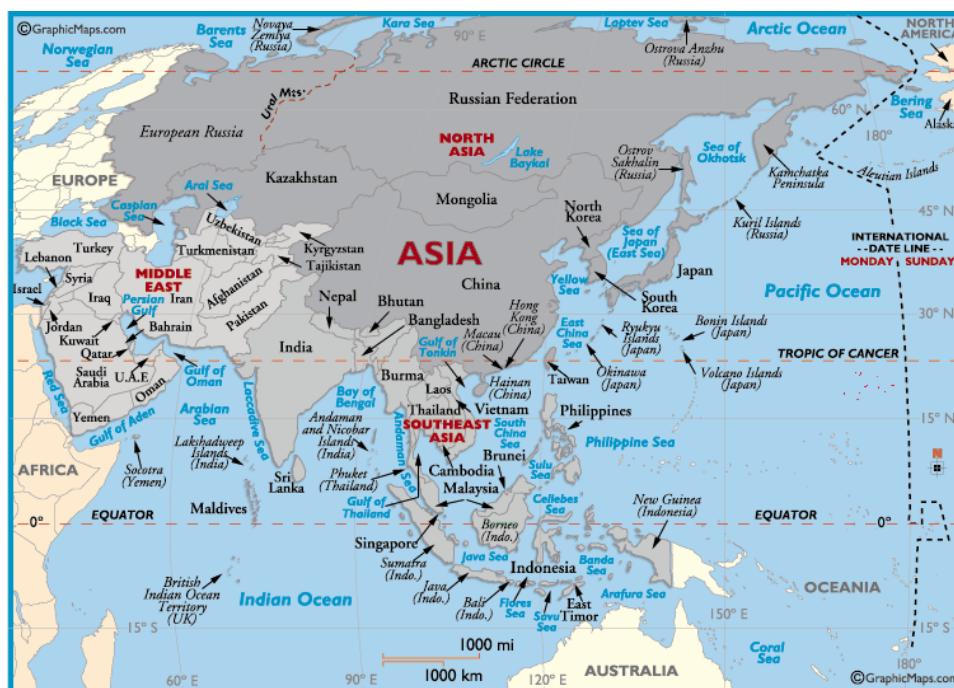 ©GraphicMaps.com
Norwegian
Sea
Barents
Sea
Novaya
Zemlya
(Russia)
Kara Sea
90° E
Laptev Sea
Ostrova Anzhu
(Russia)
Arctic Ocean
NORTH
AMERICA
ARCTIC CIRCLE
Ural Mts.
Russian Federation
European Russia
60° N
180°
Bering
Sea
Alaska
NORTH
ASIA
Lake
Baykal
Ostrov
Sakhalin
(Russia)
Sea of
Okhotsk
Kamchatka
Peninsula
Aleutian Islands
EUROPE
Kazakhstan
Aral Sea
Caspian
Sea
Black Sea
Mongolia
North
Korea
Kuril Islands
(Russia)
45° N
Uzbekistan
Turkmenistan
Kyrgyzstan
Tajikistan
ASIA
Sea of
Japan
(East Sea)
INTERNATIONAL
-- DATE LINE --
MONDAY SUNDAY
Lebanon
Turkey
Syria
Israel
MIDDLE
EAST
Iraq
Persian
Gulf
Iran
Afghanistan
Pakistan
China
Yellow
Sea
Japan
South
Korea
Pacific Ocean
Nepal
Bhutan
Bangladesh
Hong
Kong
(China)
Macau
(China)
30° N
Jordan
Kuwait
Bahrain
Qatar
India
Gulf of
Tonkin
East
China Sea
Ryukyu
Islands
(Japan)
Bonin Islands
(Japan)
TROPIC OF CANCER
Saudi
Arabia
U.A.E
Oman
Gulf of
Oman
Burma
Laos
Hainan
(China)
Taiwan
Okinawa
(Japan)
Volcano Islands
(Japan)
Red Sea
Yemen
Gulf of Aden
Arabian
Sea
Laccadive Sea
Bay of
Bengal
Andaman
Sea
Thailand
Vietnam
SOUTHEAST
ASIA
South
China
Sea
Philippines
15° N
Philippine Sea
Lakshadweep
Islands
(India)
Andaman
and Nicobar
Islands
(India)
AFRICA
Socotra
(Yemen)
Sri
Lanka
Phuket
(Thailand)
Cambodia
Malaysia
Brunei
Sulu
Sea
N
Maldives
Gulf of
Thailand
Celebes
Sea
New Guinea
(Indonesia)
0°
EQUATOR
Borneo
(Indo.)
EQUATOR
0°
Singapore
Sumatra
(Indo.)
Java Sea
Indonesia
Banda
Sea
British
Indian Ocean
Territory
(UK)
Indian Ocean
Java
(Indo.)
Bali
(Indo.)
Flores
Sea
Savu
Sea
East
Timor
Arafura Sea
OCEANIA
15° S
150° E
15° S
1000 mi
1000 km
60° E
90° E
120° E
AUSTRALIA
Coral
Sea
180°
©GraphicMaps.com